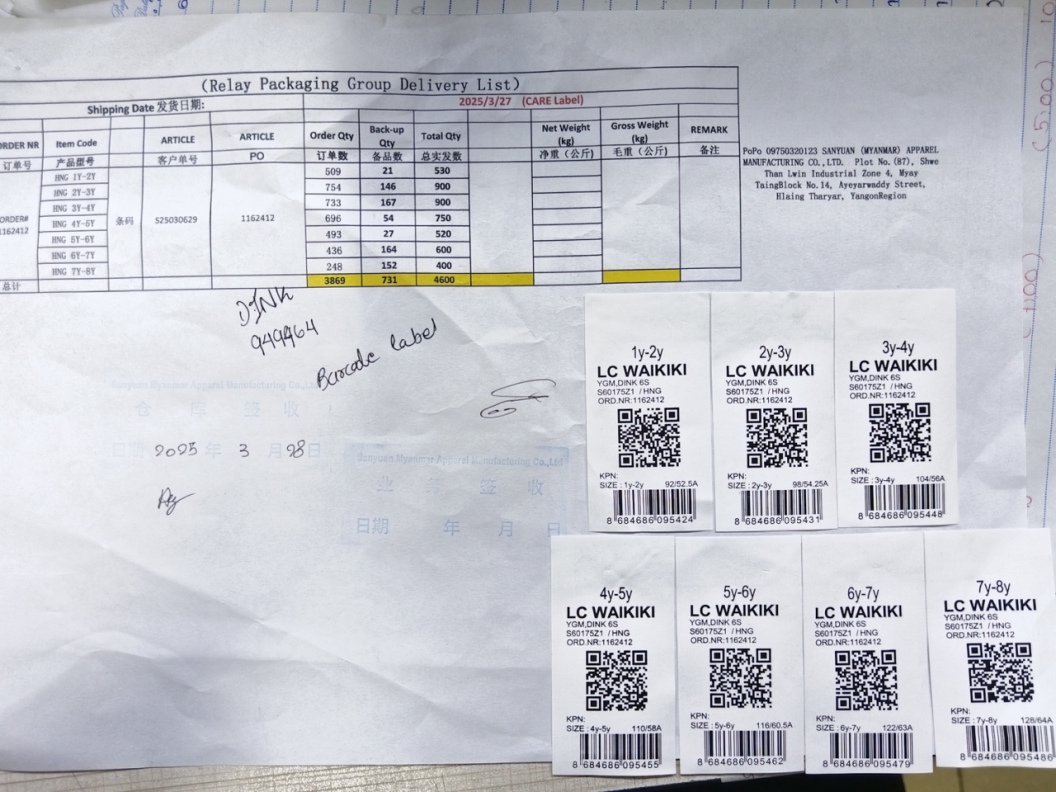 (Relay Packaging Group Delivery List)
Shipping Date 发货日期: 2025/3/27 (CARE Label)
ORDER NR Item Code ARTICLE ARTICLE Order Qty Back-up Qty Total Qty Net Weight (kg) Gross Weight (kg) REMARK
订单号 产品型号 客户单号 PO 订单数 备品数 总实发数 净重（公斤） 毛重（公斤） 备注
ORDER# 1162412 条码 525030629 1162412
HNG 1Y-2Y 509 21 530
HNG 2Y-3Y 754 146 900
HNG 3Y-4Y 733 167 900
HNG 4Y-5Y 696 54 750
HNG 5Y-6Y 493 27 520
HNG 6Y-7Y 436 164 600
HNG 7Y-8Y 248 152 400
总计 3869 731 4600
PoPo 09750320123 SANYUAN (MYANMAR) APPAREL
MANUFACTURING CO.,LTD. Plot No. (87), Shwe
Than Lwin Industrial Zone 4, Myay
TaingBlock No.14, Ayeyarwaddy Street,
Hlaing Tharyar, YangonRegion
DINK
949464
Barcode label
Sanyuan Myanmar Apparel Manufacturing Co.,Ltd
仓 库 签 收
日期 2025 年 3 月 28 日
Sanyuan Myanmar Apparel Manufacturing Co.,Ltd
业 签 收
日期 年 月 日
1y-2y
LC WAIKIKI
YGM,DINK 6S
S60175Z1 /HNG
ORD.NR:1162412
KPN:
SIZE : 1y-2y 92/52.5A
8 684686 095424
2y-3y
LC WAIKIKI
YGM,DINK 6S
S60175Z1 /HNG
ORD.NR:1162412
KPN:
SIZE : 2y-3y 98/54.25A
8 684686 095431
3y-4y
LC WAIKIKI
YGM,DINK 6S
S60175Z1 /HNG
ORD.NR:1162412
KPN:
SIZE : 3y-4y 104/56A
8 684686 095448
4y-5y
LC WAIKIKI
YGM,DINK 6S
S60175Z1 /HNG
ORD.NR:1162412
KPN:
SIZE : 4y-5y 110/58A
8 684686 095455
5y-6y
LC WAIKIKI
YGM,DINK 6S
S60175Z1 /HNG
ORD.NR:1162412
KPN:
SIZE : 5y-6y 116/60.5A
8 684686 095462
6y-7y
LC WAIKIKI
YGM,DINK 6S
S60175Z1 /HNG
ORD.NR:1162412
KPN:
SIZE : 6y-7y 122/63A
8 684686 095479
7y-8y
LC WAIKIKI
YGM,DINK 6S
S60175Z1 /HNG
ORD.NR:1162412
KPN:
SIZE : 7y-8y 128/64A
8 684686 095486